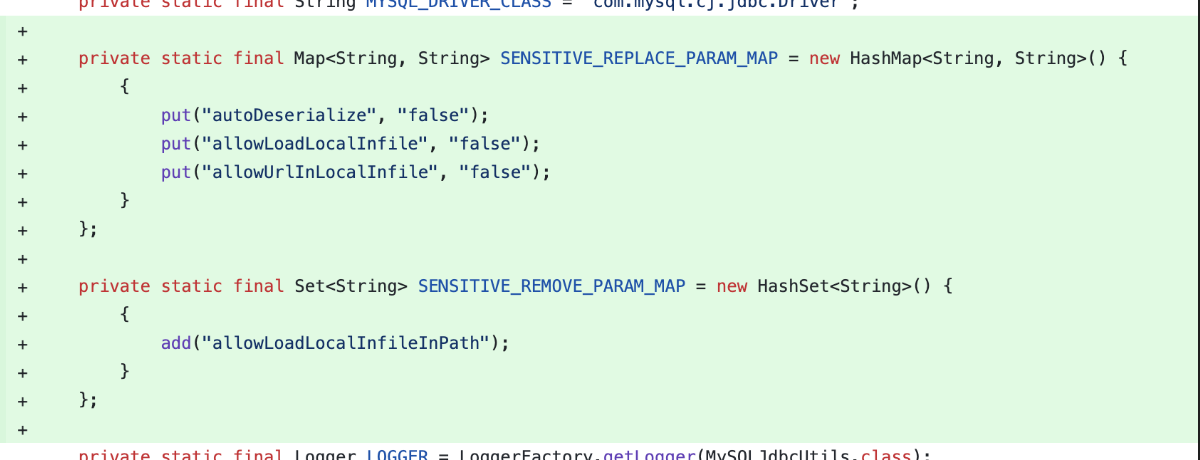 private static final String MYSQL_DRIVER_CLASS = "com.mysql.cj.jdbc.Driver";
+
+ private static final Map<String, String> SENSITIVE_REPLACE_PARAM_MAP = new HashMap<String, String>() {
+ {
+ put("autoDeserialize", "false");
+ put("allowLoadLocalInfile", "false");
+ put("allowUrlInLocalInfile", "false");
+ }
+ };
+
+ private static final Set<String> SENSITIVE_REMOVE_PARAM_MAP = new HashSet<String>() {
+ {
+ add("allowLoadLocalInfileInPath");
+ }
+ };
+
private static final Logger LOGGER = LoggerFactory.getLogger(MySQLJdbcUtils.class);